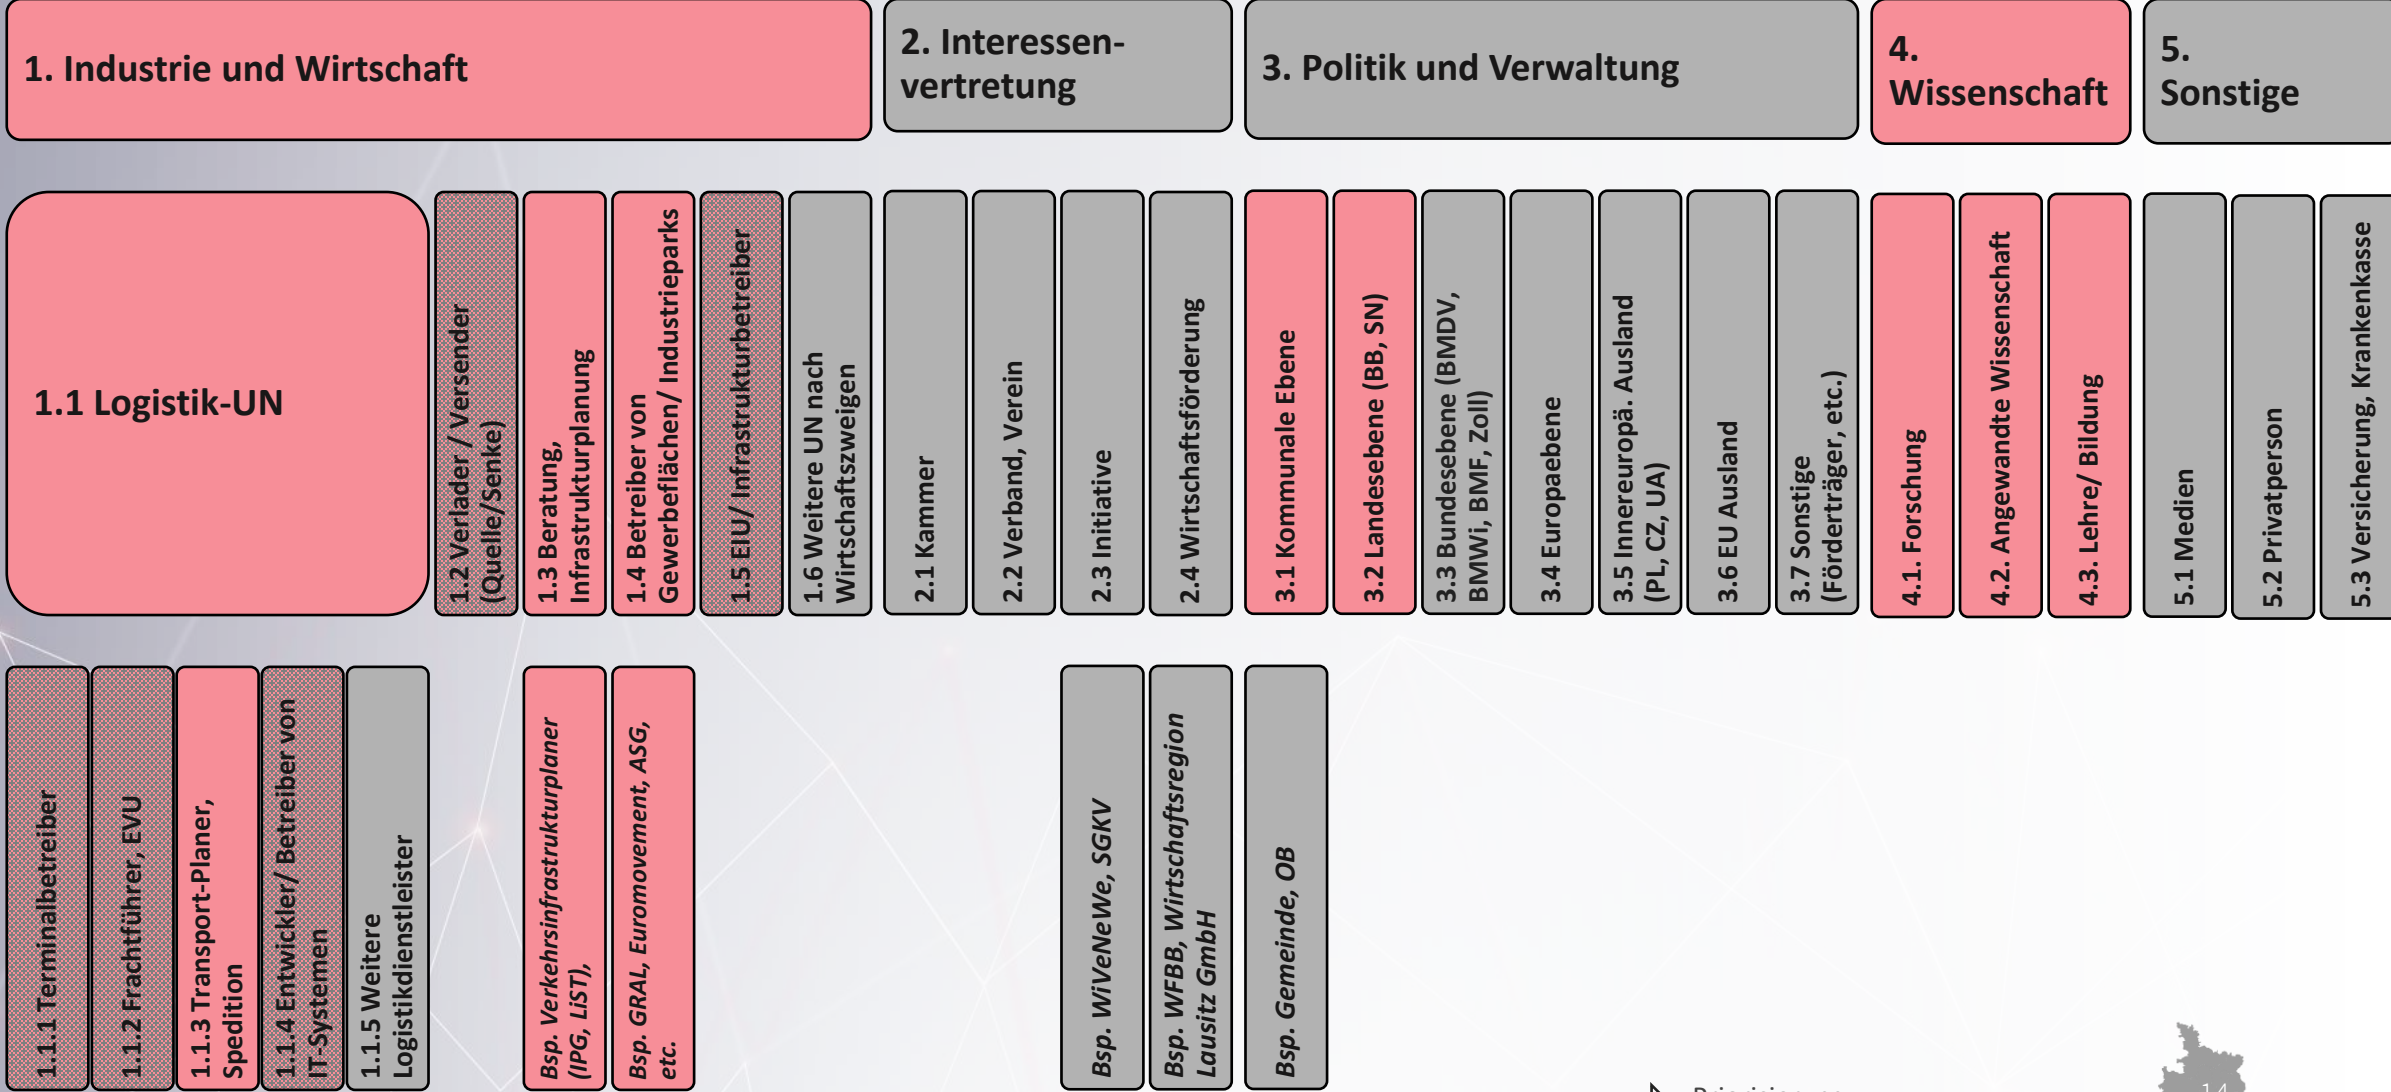 1. Industrie und Wirtschaft
2. Interessen-
vertretung
3. Politik und Verwaltung
4.
Wissenschaft
5.
Sonstige
1.1 Logistik-UN
1.2 Verlader / Versender
(Quelle/Senke)
1.3 Beratung,
Infrastrukturplanung
1.4 Betreiber von
Gewerbeflächen/ Industrieparks
1.5 EIU/ Infrastrukturbetreiber
1.6 Weitere UN nach
Wirtschaftszweigen
2.1 Kammer
2.2 Verband, Verein
2.3 Initiative
2.4 Wirtschaftsförderung
3.1 Kommunale Ebene
3.2 Landesebene (BB, SN)
3.3 Bundesebene (BMDV,
BMWi, BMF, Zoll)
3.4 Europaebene
3.5 Innereuropä. Ausland
(PL, CZ, UA)
3.6 EU Ausland
3.7 Sonstige
(Förderträger, etc.)
4.1. Forschung
4.2. Angewandte Wissenschaft
4.3. Lehre/ Bildung
5.1 Medien
5.2 Privatperson
5.3 Versicherung, Krankenkasse
1.1.1 Terminalbetreiber
1.1.2 Frachtführer, EVU
1.1.3 Transport-Planer,
Spedition
1.1.4 Entwickler/ Betreiber von
IT-Systemen
1.1.5 Weitere
Logistikdienstleister
Bsp. Verkehrsinfrastrukturplaner
(IPG, LiST),
Bsp. GRAL, Euromovement, ASG,
etc.
Bsp. WiVeNeWe, SGKV
Bsp. WFBB, Wirtschaftsregion
Lausitz GmbH
Bsp. Gemeinde, OB
14